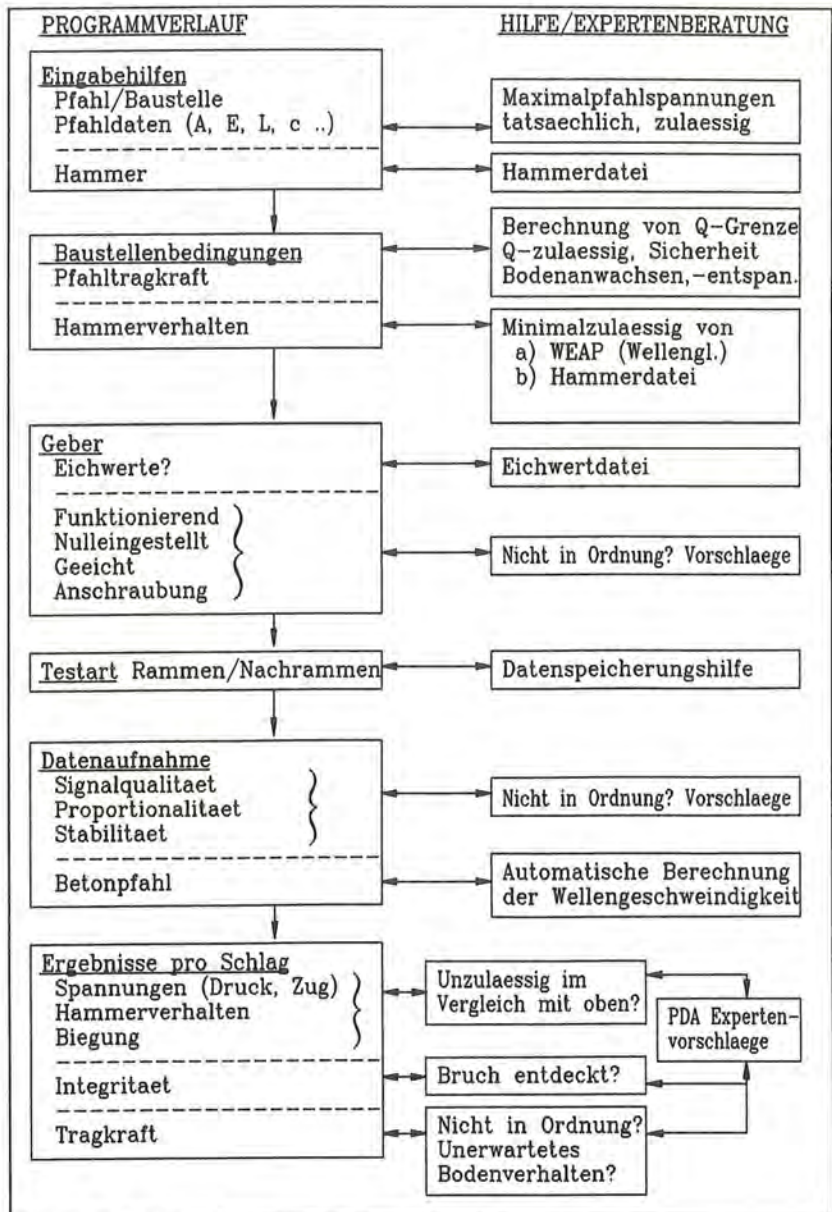 PROGRAMMVERLAUF
HILFE/EXPERTENBERATUNG
Eingabehilfen
Pfahl/Baustelle
Pfahldaten (A, E, L, c ..)
Hammer
Maximalpfahlspannungen
tatsaechlich, zulaessig
Hammerdatei
Baustellenbedingungen
Pfahltragkraft
Hammerverhalten
Berechnung von Q-Grenze
Q-zulaessig, Sicherheit
Bodenanwachsen,-entspan.
Minimalzulaessig von
a) WEAP (Wellengl.)
b) Hammerdatei
Geber
Eichwerte?
Funktionierend
Nulleingestellt
Geeicht
Anschraubung
Eichwertdatei
Nicht in Ordnung? Vorschlaege
Testart Rammen/Nachrammen
Datenspeicherungshilfe
Datenaufnahme
Signalqualitaet
Proportionalitaet
Stabilitaet
Betonpfahl
Nicht in Ordnung? Vorschlaege
Automatische Berechnung
der Wellengeschweindigkeit
Ergebnisse pro Schlag
Spannungen (Druck, Zug)
Hammerverhalten
Biegung
Integritaet
Tragkraft
Unzulaessig im
Vergleich mit oben?
Bruch entdeckt?
Nicht in Ordnung?
Unerwartetes
Bodenverhalten?
PDA Experten-
vorschlaege